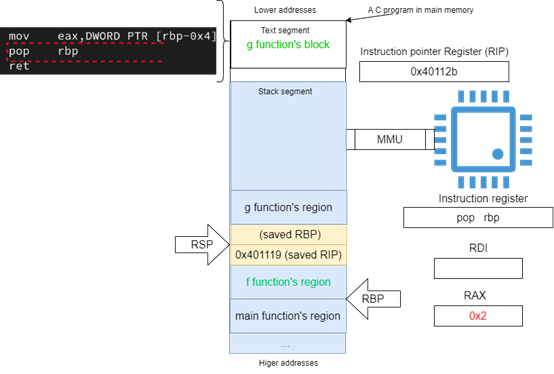 Lower addresses
A C program in main memory
mov eax,DWORD PTR [rbp-0x4]
pop rbp
ret
Text segment
g function's block
Instruction pointer Register (RIP)
0x40112b
Stack segment
MMU
Instruction register
pop rbp
g function's region
(saved RBP)
RSP
0x401119 (saved RIP)
RDI
f function's region
RBP
RAX
main function's region
0x2
...
Higer addresses